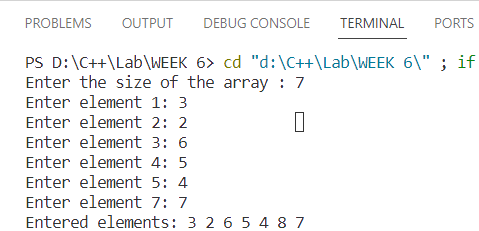 PROBLEMS OUTPUT DEBUG CONSOLE TERMINAL PORTS
PS D:\C++\Lab\WEEK 6> cd "d:\C++\Lab\WEEK 6\" ; if
Enter the size of the array : 7
Enter element 1: 3
Enter element 2: 2
Enter element 3: 6
Enter element 4: 5
Enter element 5: 4
Enter element 7: 7
Entered elements: 3 2 6 5 4 8 7